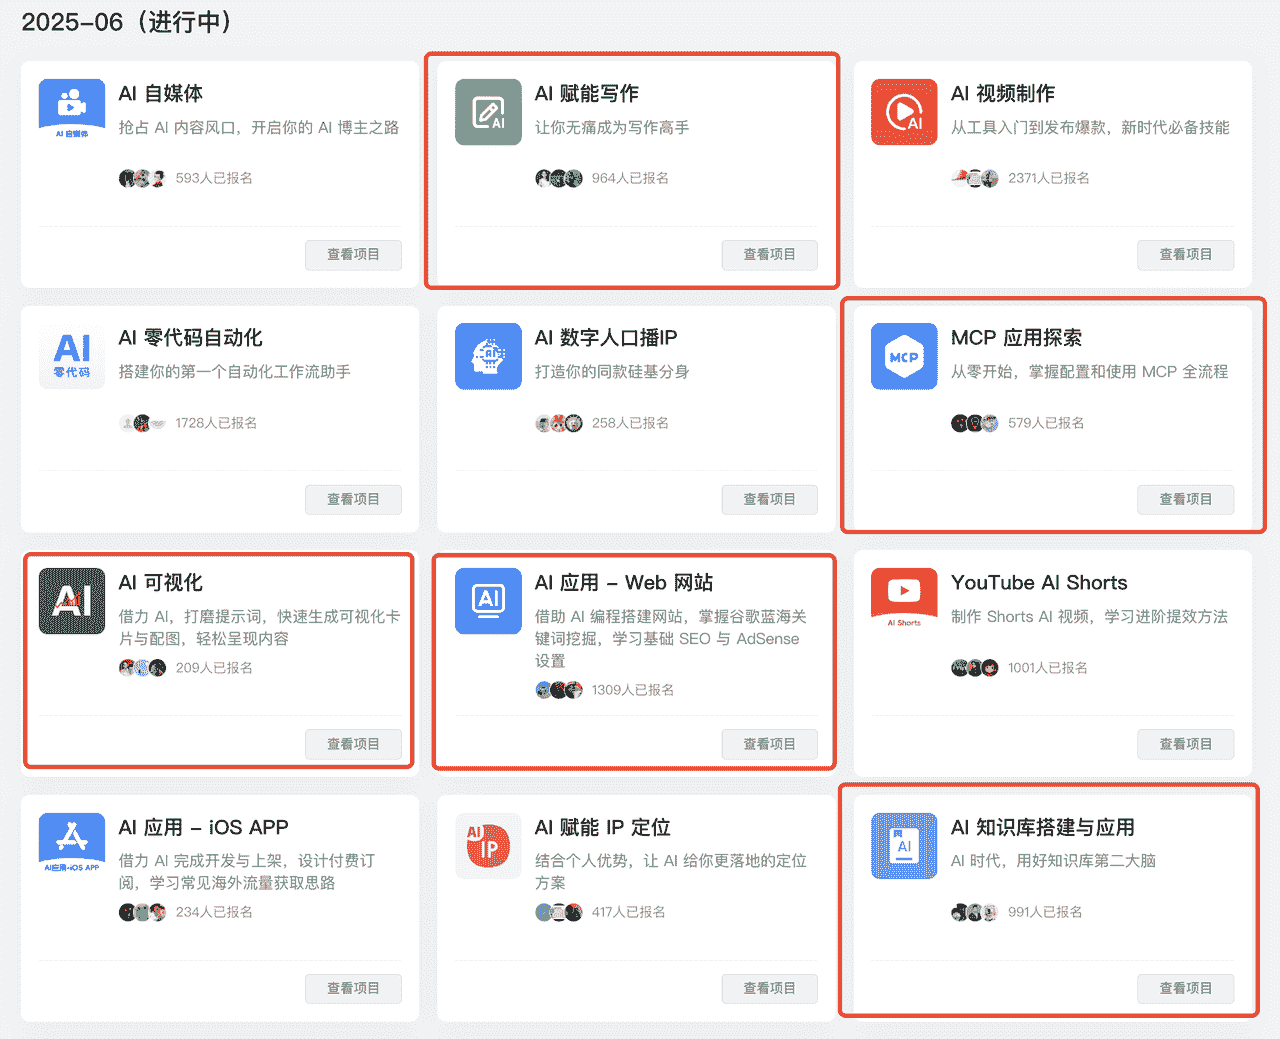 2025-06（进行中）
AI 自媒体
抢占 AI 内容风口，开启你的 AI 博主之路
AI 自媒体
593人已报名
查看项目
AI 赋能写作
让你无痛成为写作高手
AI
964人已报名
查看项目
AI 视频制作
从工具入门到发布爆款，新时代必备技能
AI
2371人已报名
查看项目
AI 零代码自动化
搭建你的第一个自动化工作流助手
AI
零代码
1728人已报名
查看项目
AI 数字人口播IP
打造你的同款硅基分身
AI
258人已报名
查看项目
MCP 应用探索
从零开始，掌握配置和使用 MCP 全流程
MCP
579人已报名
查看项目
AI 可视化
借力 AI，打磨提示词，快速生成可视化卡
片与配图，轻松呈现内容
AI
209人已报名
查看项目
AI 应用 - Web 网站
借助 AI 编程搭建网站，掌握谷歌蓝海关
键词挖掘，学习基础 SEO 与 AdSense
设置
AI
1309人已报名
查看项目
YouTube AI Shorts
制作 Shorts AI 视频，学习进阶提效方法
AI Shorts
1001人已报名
查看项目
AI 应用 - iOS APP
借力 AI 完成开发与上架，设计付费订
阅，学习常见海外流量获取思路
AI应用-iOS APP
234人已报名
查看项目
AI 赋能 IP 定位
结合个人优势，让 AI 给你更落地的定位
方案
AI
IP
417人已报名
查看项目
AI 知识库搭建与应用
AI 时代，用好知识库第二大脑
AI
991人已报名
查看项目